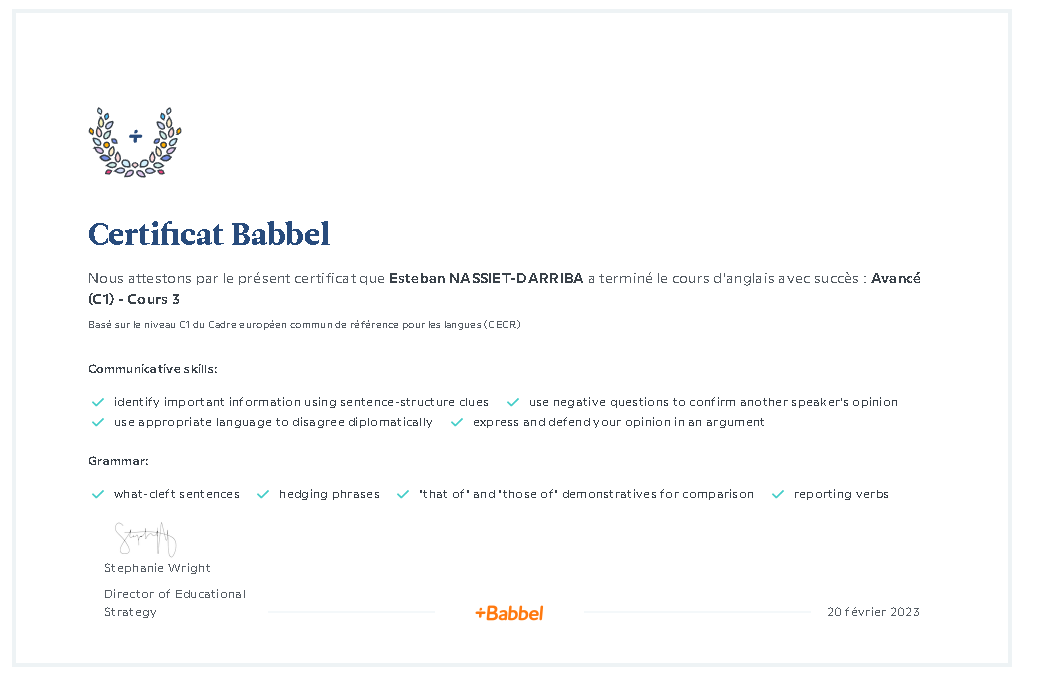 Certificat Babbel
Nous attestons par le présent certificat que Esteban NASSIET-DARRIBA a terminé le cours d'anglais avec succès : Avancé
(C1) - Cours 3
Basé sur le niveau C1 du Cadre européen commun de référence pour les langues (CECR)
Communicative skills:
identify important information using sentence-structure clues use negative questions to confirm another speaker's opinion
use appropriate language to disagree diplomatically express and defend your opinion in an argument
Grammar:
what-cleft sentences hedging phrases "that of" and "those of" demonstratives for comparison reporting verbs
Stephanie Wright
Director of Educational
Strategy
+Babbel
20 février 2023